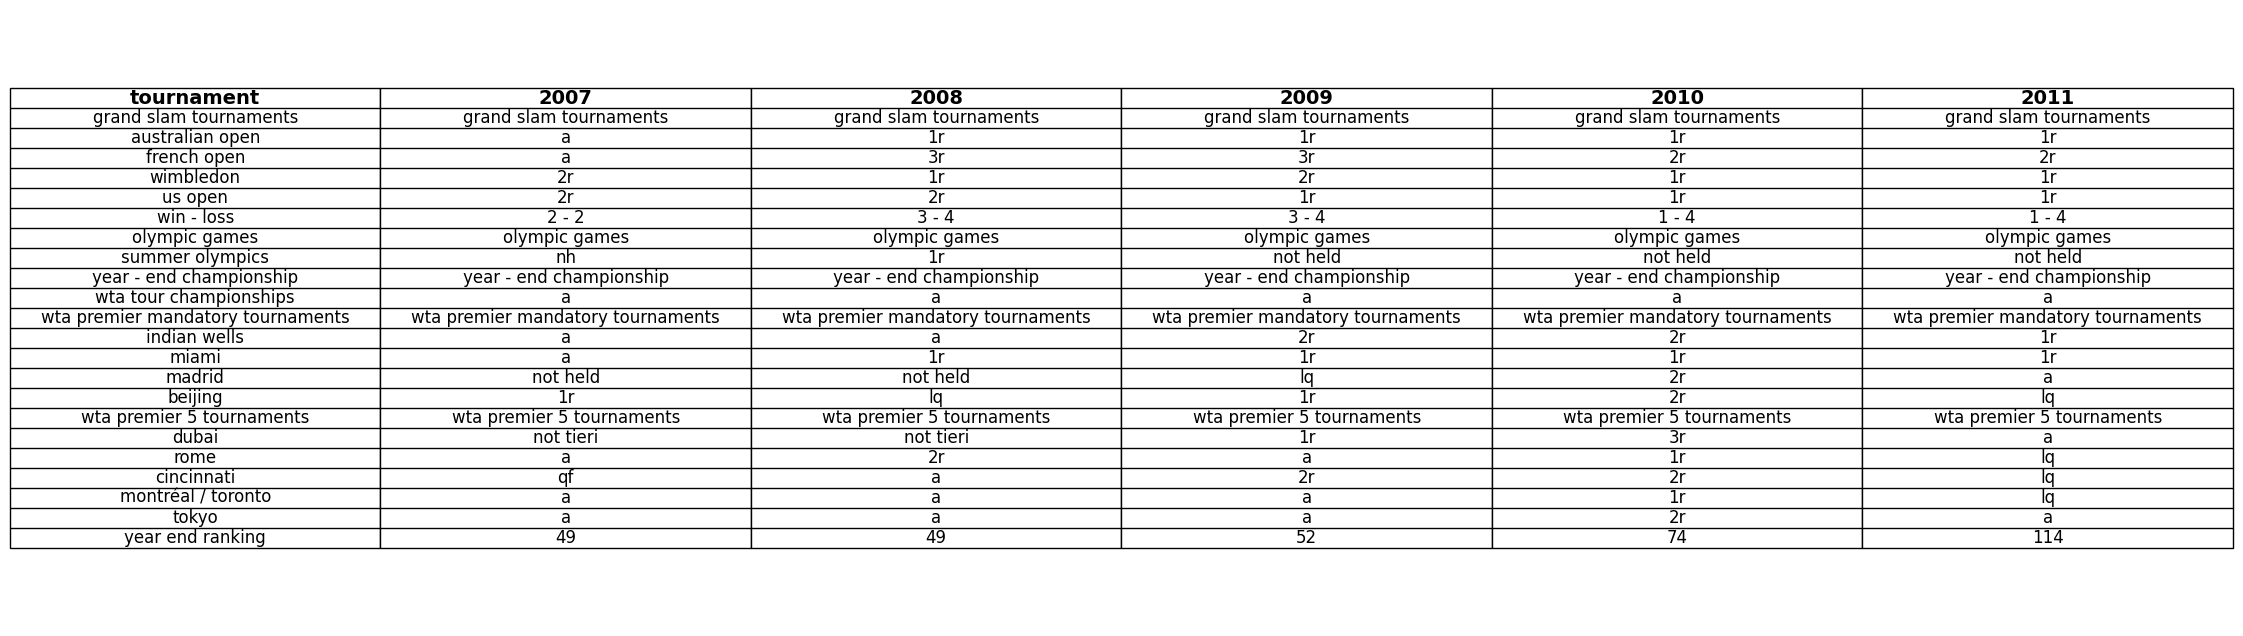 tournament 2007 2008 2009 2010 2011
grand slam tournaments grand slam tournaments grand slam tournaments grand slam tournaments grand slam tournaments grand slam tournaments
australian open a 1r 1r 1r 1r
french open a 3r 3r 2r 2r
wimbledon 2r 1r 2r 1r 1r
us open 2r 2r 1r 1r 1r
win - loss 2 - 2 3 - 4 3 - 4 1 - 4 1 - 4
olympic games olympic games olympic games olympic games olympic games olympic games
summer olympics nh 1r not held not held not held
year - end championship year - end championship year - end championship year - end championship year - end championship year - end championship
wta tour championships a a a a a
wta premier mandatory tournaments wta premier mandatory tournaments wta premier mandatory tournaments wta premier mandatory tournaments wta premier mandatory tournaments wta premier mandatory tournaments
indian wells a a 2r 2r 1r
miami a 1r 1r 1r 1r
madrid not held not held lq 2r a
beijing 1r lq 1r 2r lq
wta premier 5 tournaments wta premier 5 tournaments wta premier 5 tournaments wta premier 5 tournaments wta premier 5 tournaments wta premier 5 tournaments
dubai not tieri not tieri 1r 3r a
rome a 2r a 1r lq
cincinnati qf a 2r 2r lq
montréal / toronto a a a 1r lq
tokyo a a a 2r a
year end ranking 49 49 52 74 114